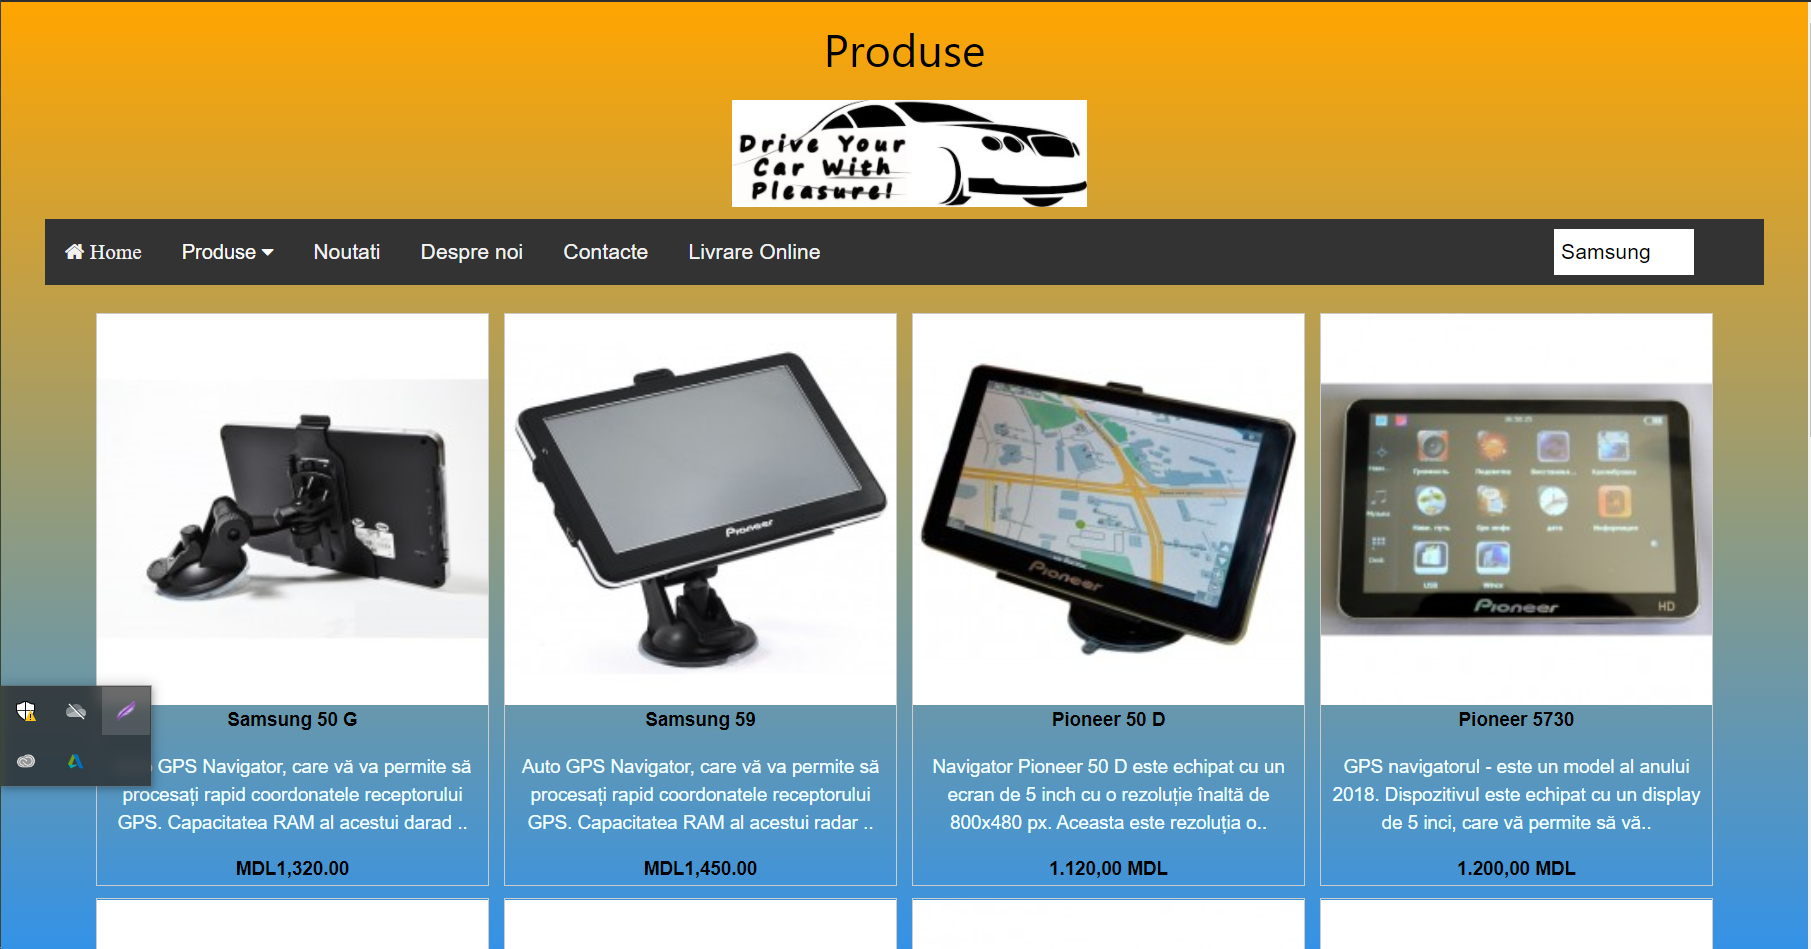 Produse
Drive Your
Car With
Pleasure!
Home Produse Noutati Despre noi Contacte Livrare Online Samsung
Pioneer
Pioneer
Pioneer HD
USB
Samsung 50 G
Samsung 59
Pioneer 50 D
Pioneer 5730
GPS Navigator, care vă va permite să
procesați rapid coordonatele receptorului
GPS. Capacitatea RAM al acestui darad ..
Auto GPS Navigator, care vă va permite să
procesați rapid coordonatele receptorului
GPS. Capacitatea RAM al acestui radar ..
Navigator Pioneer 50 D este echipat cu un
ecran de 5 inch cu o rezoluție înaltă de
800x480 px. Aceasta este rezoluția o..
GPS navigatorul - este un model al anului
2018. Dispozitivul este echipat cu un display
de 5 inci, care vă permite să vă..
MDL1,320.00
MDL1,450.00
1.120,00 MDL
1.200,00 MDL